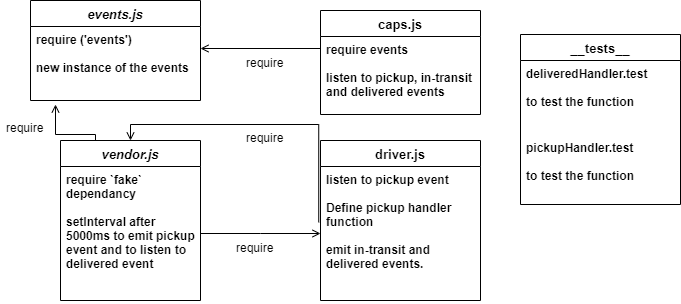 events.js
require ('events')
new instance of the events
caps.js
require events
listen to pickup, in-transit
and delivered events
__tests__
deliveredHandler.test
to test the function
pickupHandler.test
to test the function
require
require
require
vendor.js
require `fake`
dependancy
setInterval after
5000ms to emit pickup
event and to listen to
delivered event
require
driver.js
listen to pickup event
Define pickup handler
function
emit in-transit and
delivered events.